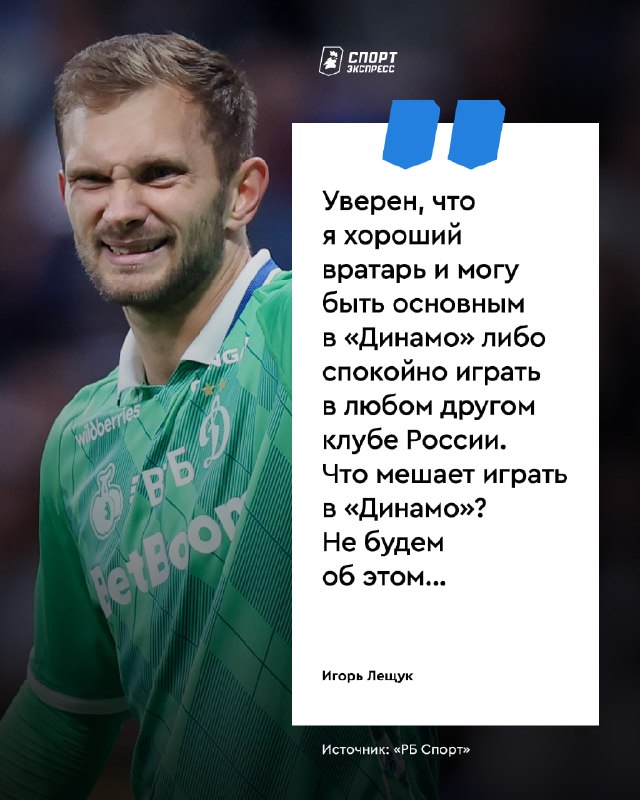 СПОРТ
ЭКСПРЕСС
Уверен, что
я хороший
вратарь и могу
быть основным
в «Динамо» либо
спокойно играть
в любом другом
клубе России.
Что мешает играть
в «Динамо»?
Не будем
об этом...
Игорь Лещук
Источник: «РБ Спорт»
wildberries
ВТБ
BetBoom